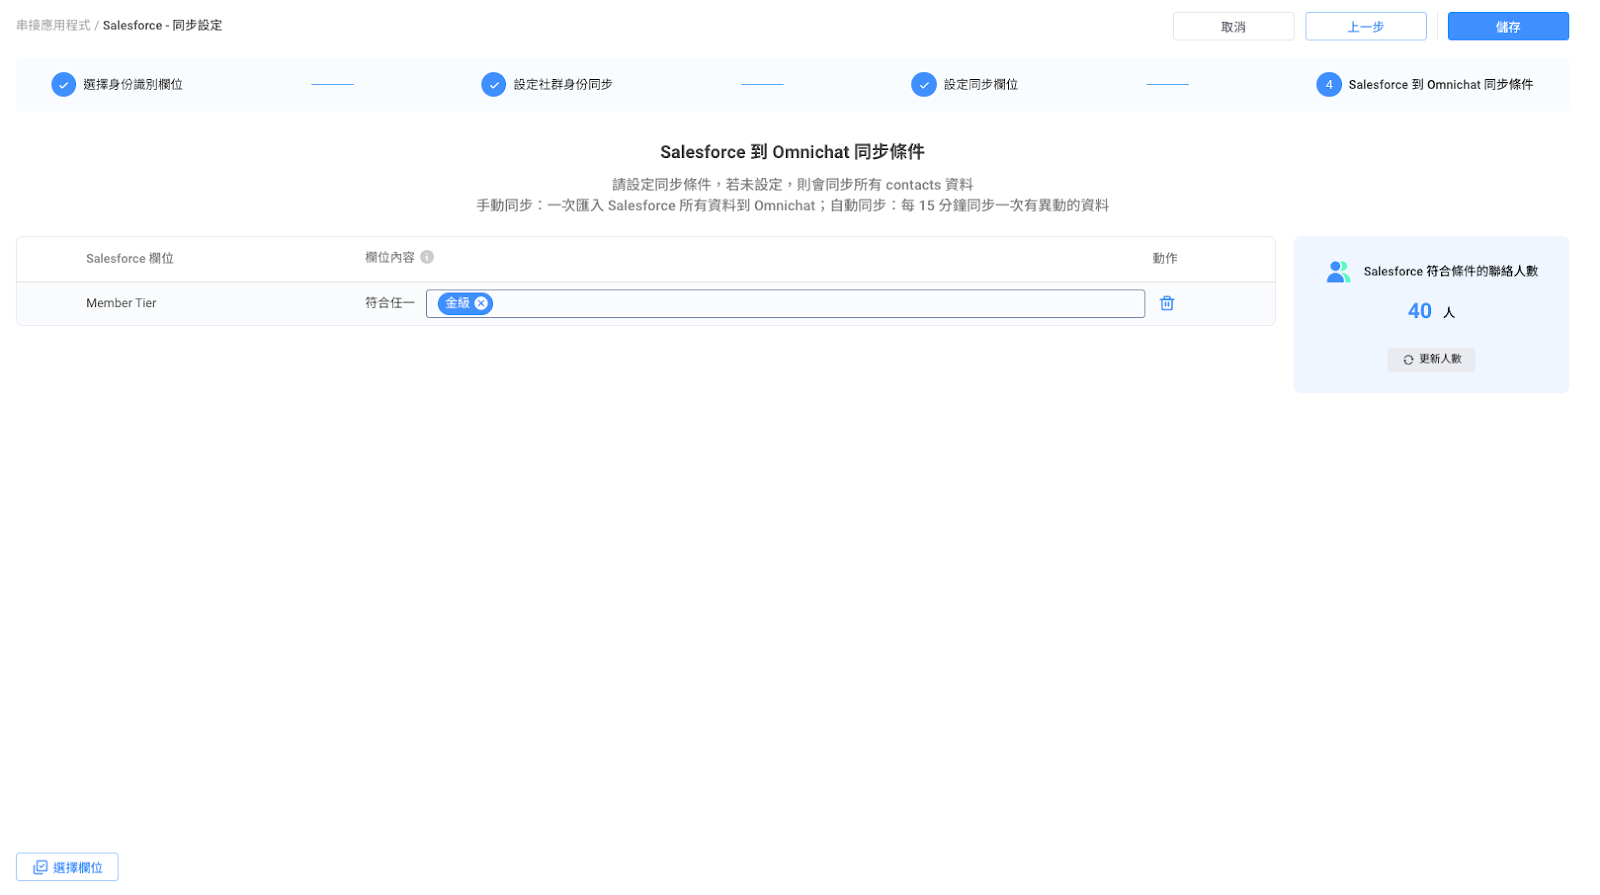 串接應用程式 / Salesforce - 同步設定
取消
上一步
儲存
選擇身份識別欄位
設定社群身份同步
設定同步欄位
4 Salesforce 到 Omnichat 同步條件
Salesforce 到 Omnichat 同步條件
請設定同步條件，若未設定，則會同步所有 contacts 資料
手動同步：一次匯入 Salesforce 所有資料到 Omnichat；自動同步：每 15 分鐘同步一次有異動的資料
Salesforce 欄位
欄位內容
動作
Member Tier
符合任一
金級
Salesforce 符合條件的聯絡人數
40 人
更新人數
選擇欄位